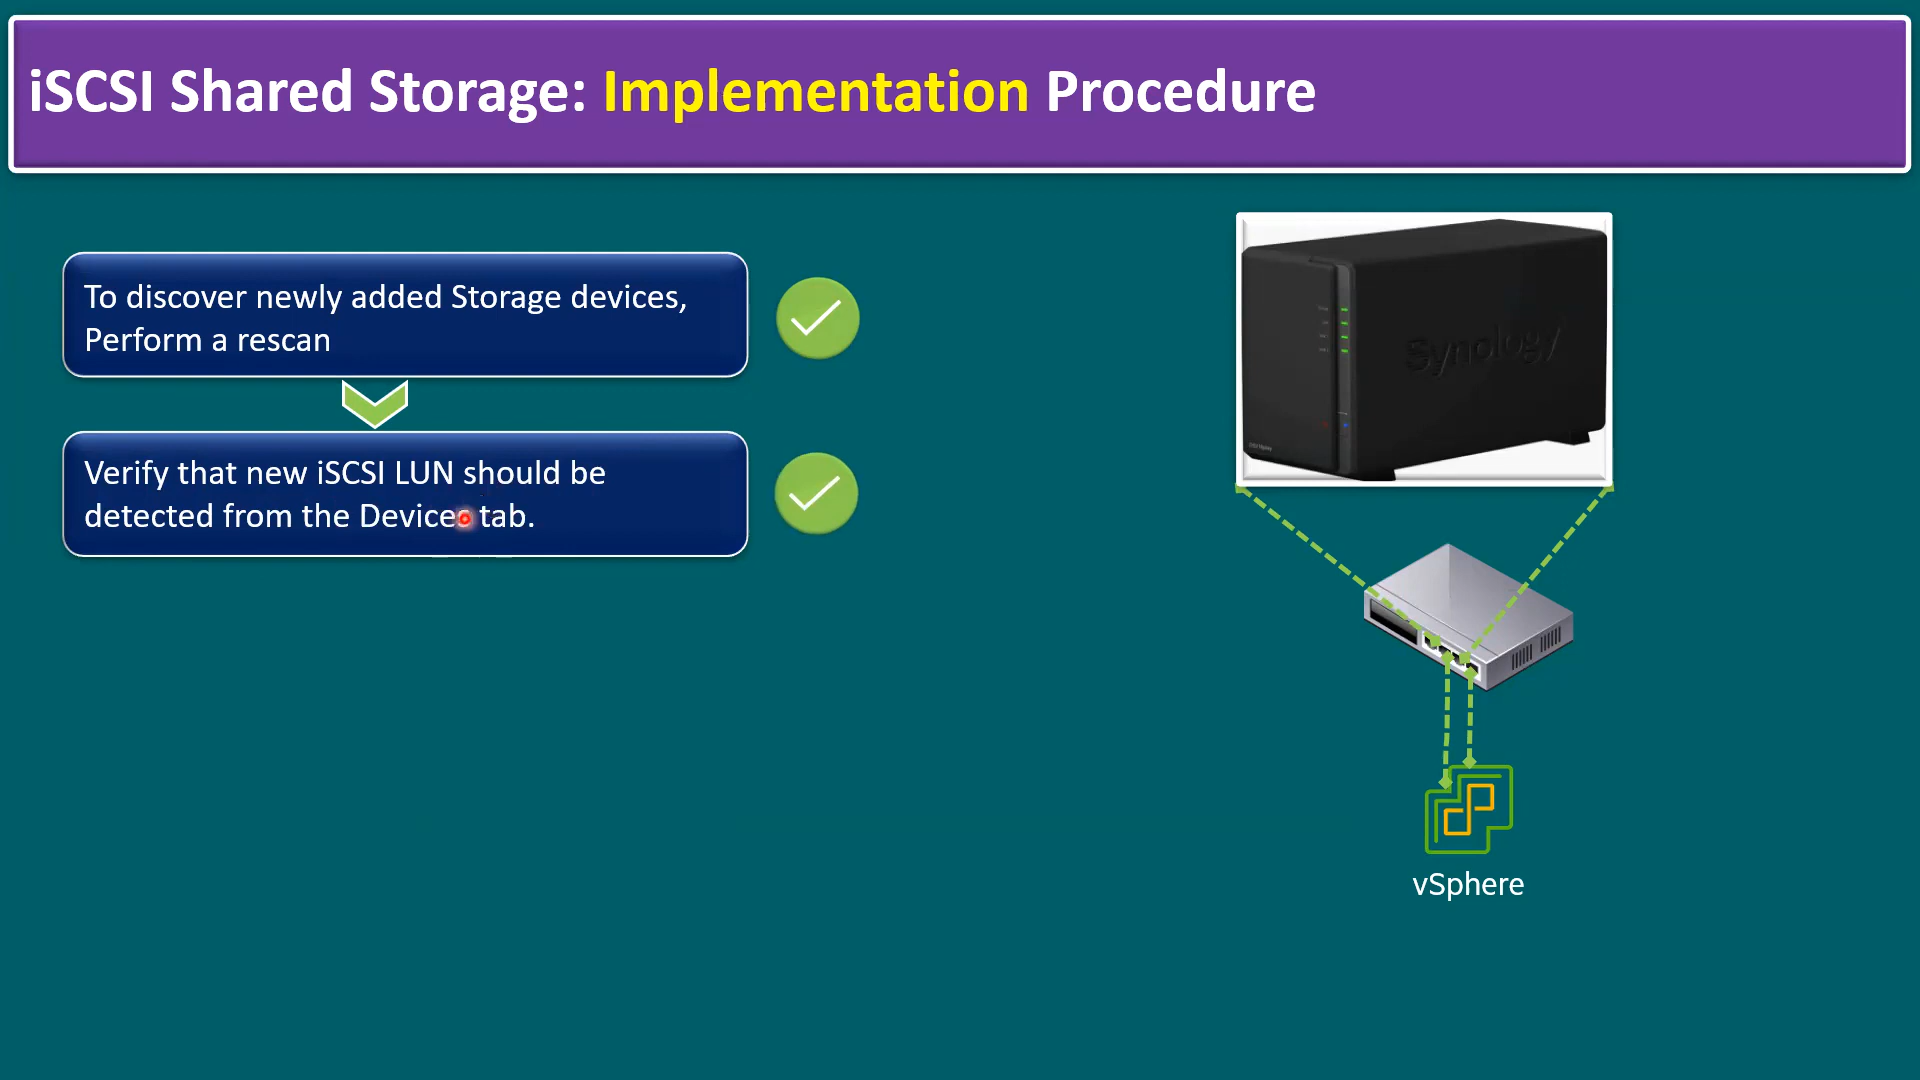 iSCSI Shared Storage: Implementation Procedure
To discover newly added Storage devices,
Perform a rescan
Verify that new iSCSI LUN should be
detected from the Devices tab.
Synology
vSphere